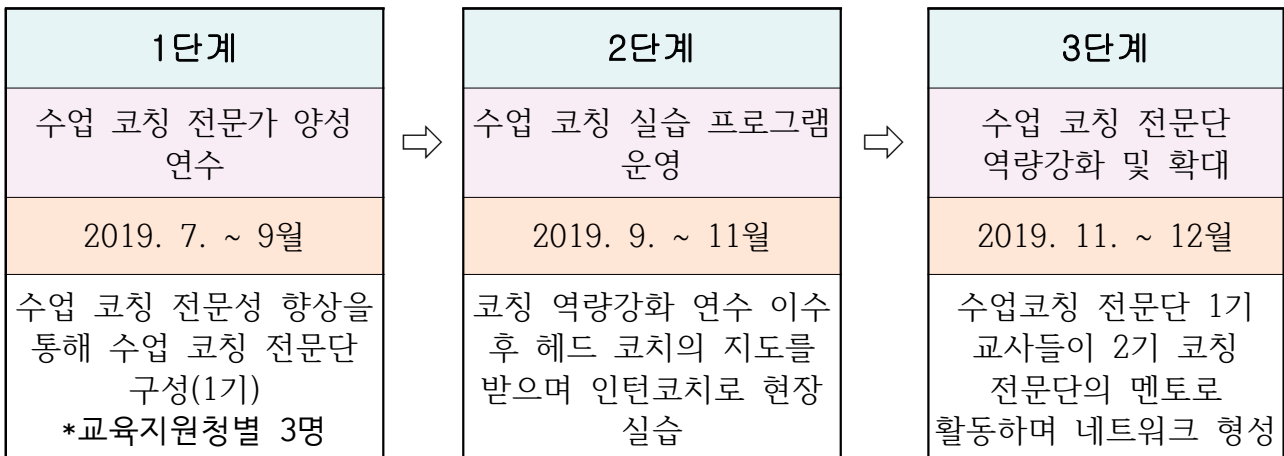 1단계
수업 코칭 전문가 양성
연수
2019. 7. ~ 9월
수업 코칭 전문성 향상을
통해 수업 코칭 전문단
구성(1기)
*교육지원청별 3명
⇨
2단계
수업 코칭 실습 프로그램
운영
2019. 9. ~ 11월
코칭 역량강화 연수 이수
후 헤드 코치의 지도를
받으며 인턴코치로 현장
실습
⇨
3단계
수업 코칭 전문단
역량강화 및 확대
2019. 11. ~ 12월
수업코칭 전문단 1기
교사들이 2기 코칭
전문단의 멘토로
활동하며 네트워크 형성